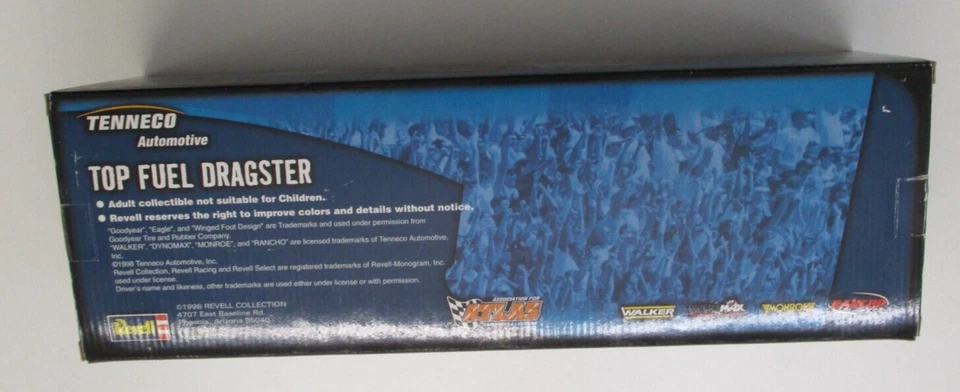 TENNECO
Automotive
TOP FUEL DRAGSTER
● Adult collectible not suitable for Children.
● Revell reserves the right to improve colors and details without notice.
"Goodyear", "Eagle", and "Winged Foot Design" are Trademarks and used under permission from
Goodyear Tire and Rubber Company.
"WALKER", "DYNOMAX", "MONROE", and "RANCHO" are licensed trademarks of Tenneco Automotive,
Inc.
©1998 Tenneco Automotive, Inc.
Revell Collection, Revell Racing and Revell Select are registered trademarks of Revell-Monogram, Inc.
used under license.
Driver's name and likeness, other trademarks are used either under license or with permission.
©1998 REVELL COLLECTION
4707 East Baseline Rd.
Phoenix, Arizona 85040
Revell
ASSOCIATION FOR
WALKER
MAX
MONROE
RANCHO